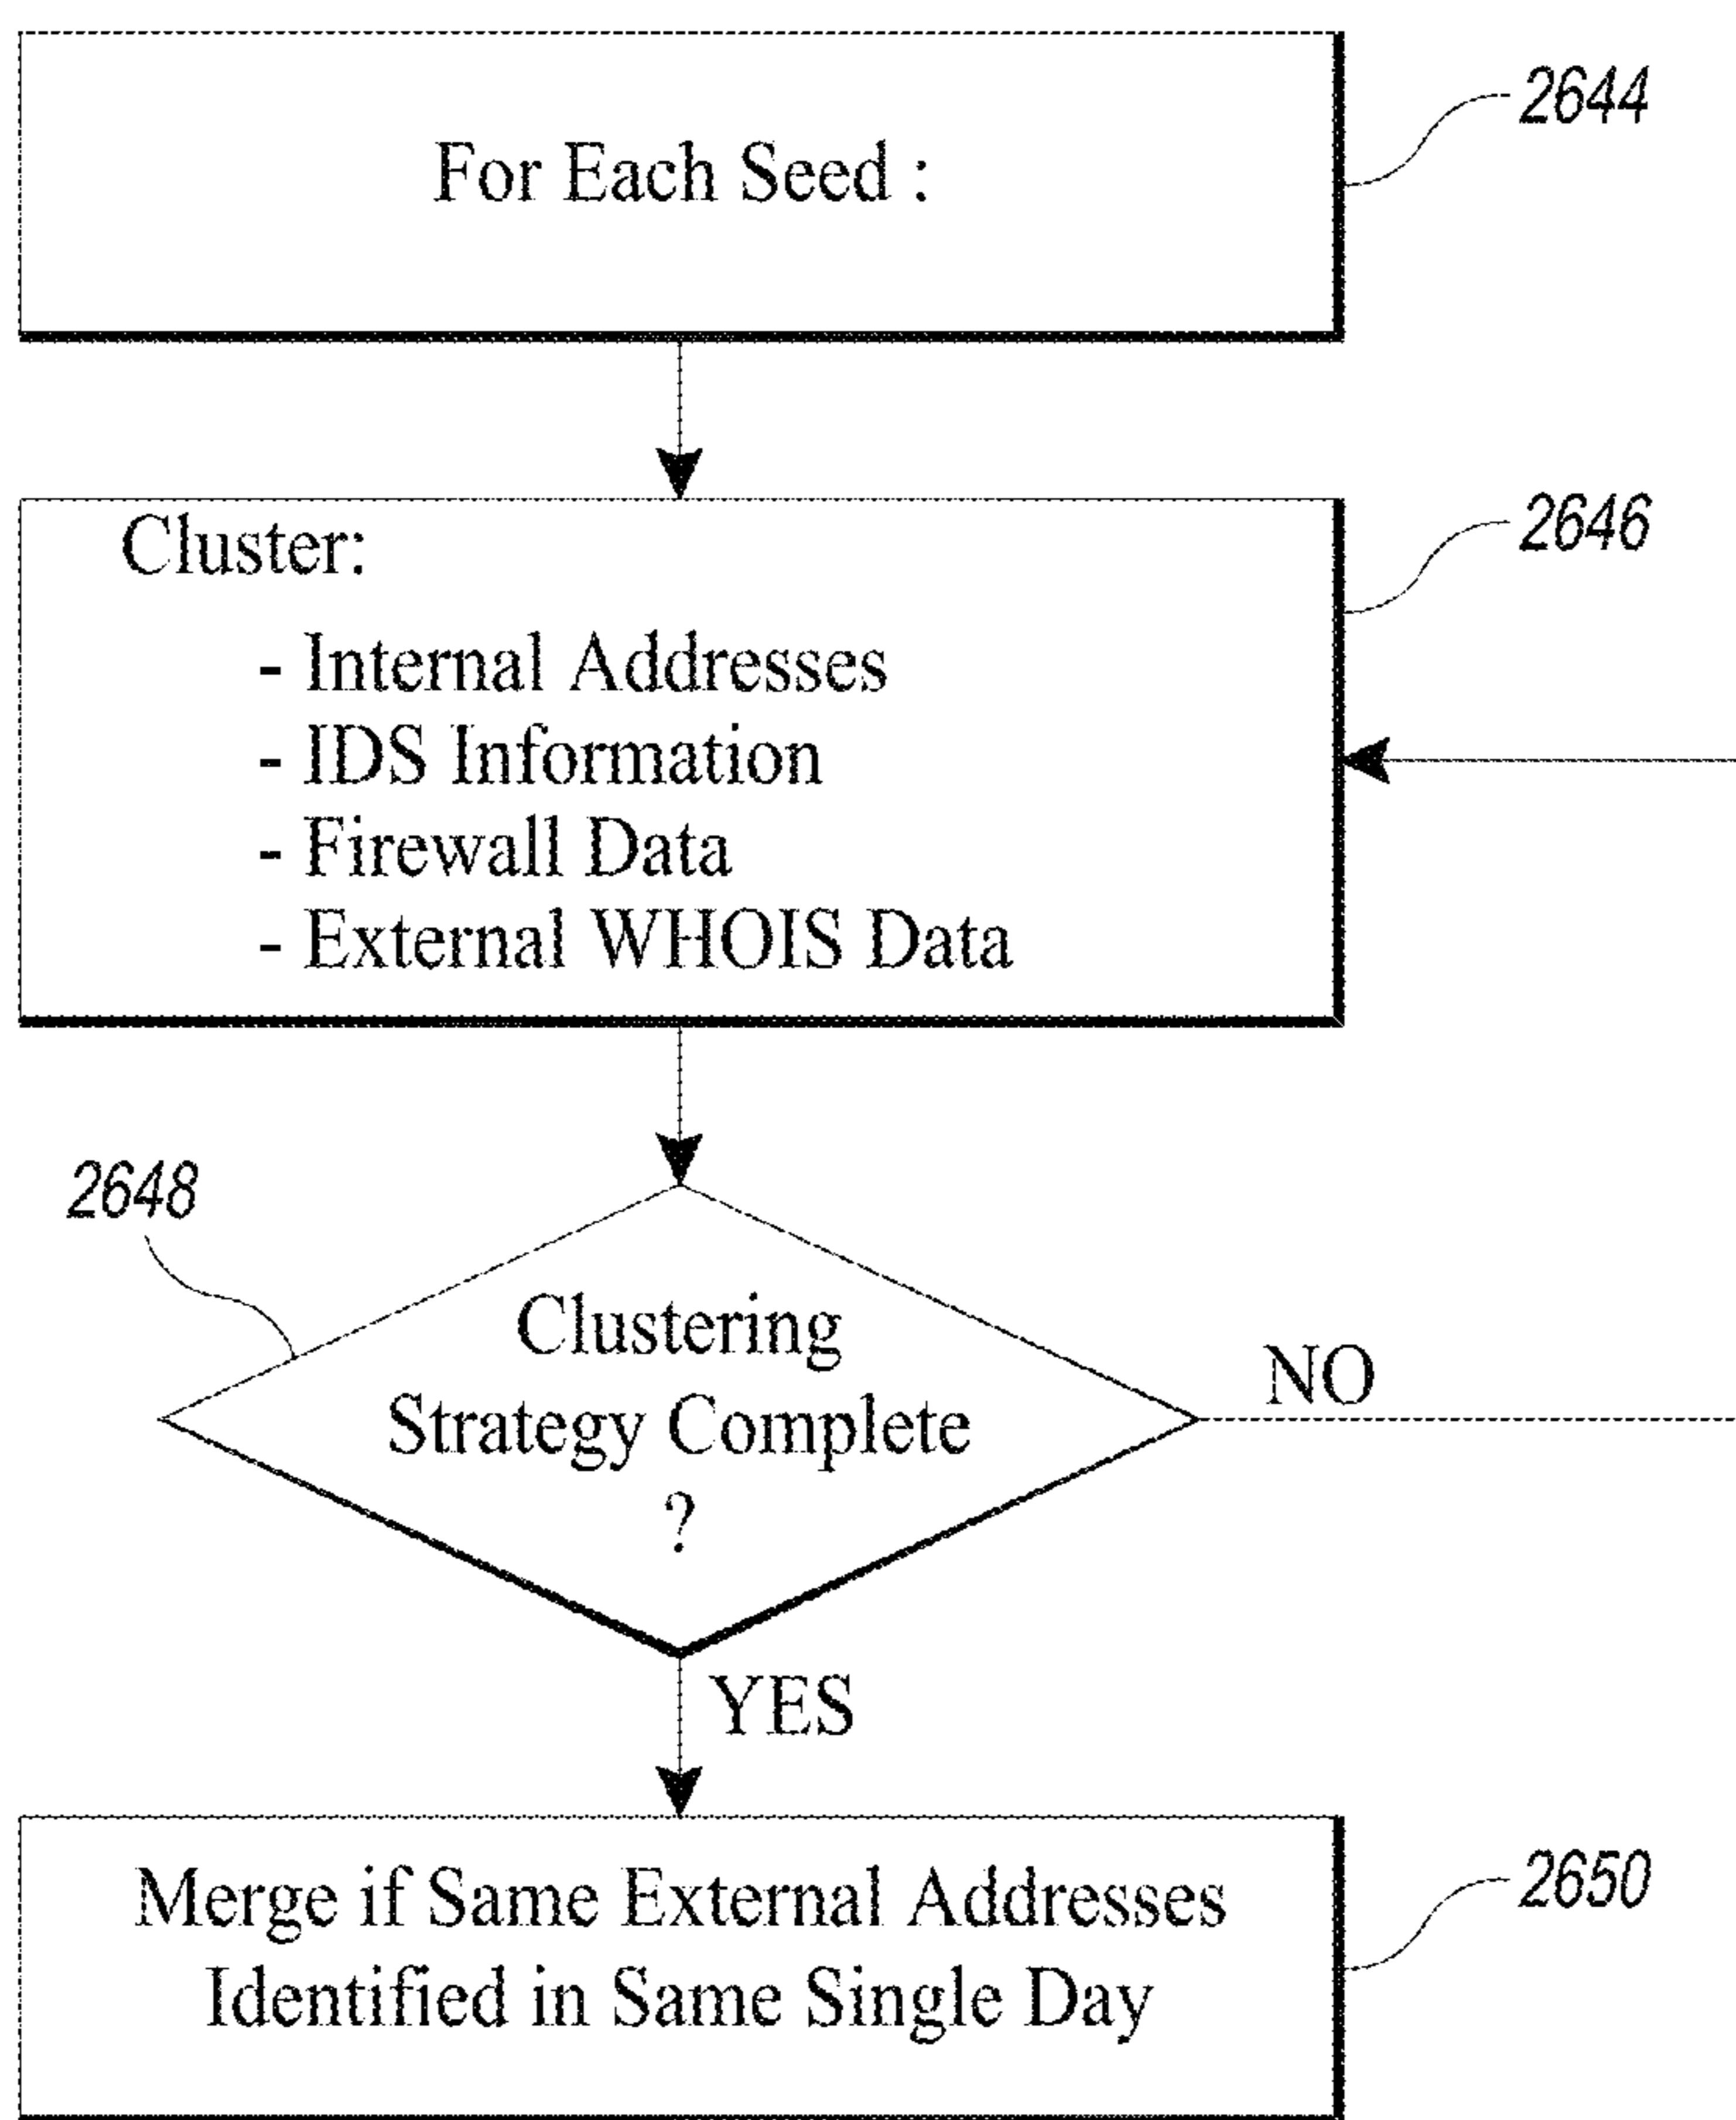 For Each Seed :
2644
Cluster:
2646
- Internal Addresses
- IDS Information
- Firewall Data
- External WHOIS Data
2648
Clustering
Strategy Complete
?
NO
YES
Merge if Same External Addresses
Identified in Same Single Day
2650